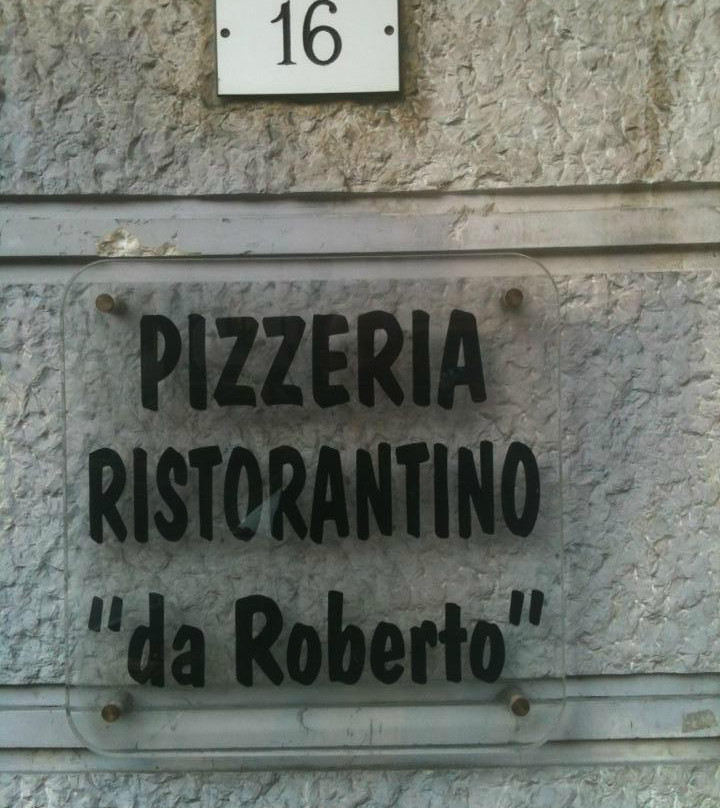 16
PIZZERIA
RISTORANTINO
"da Roberto"